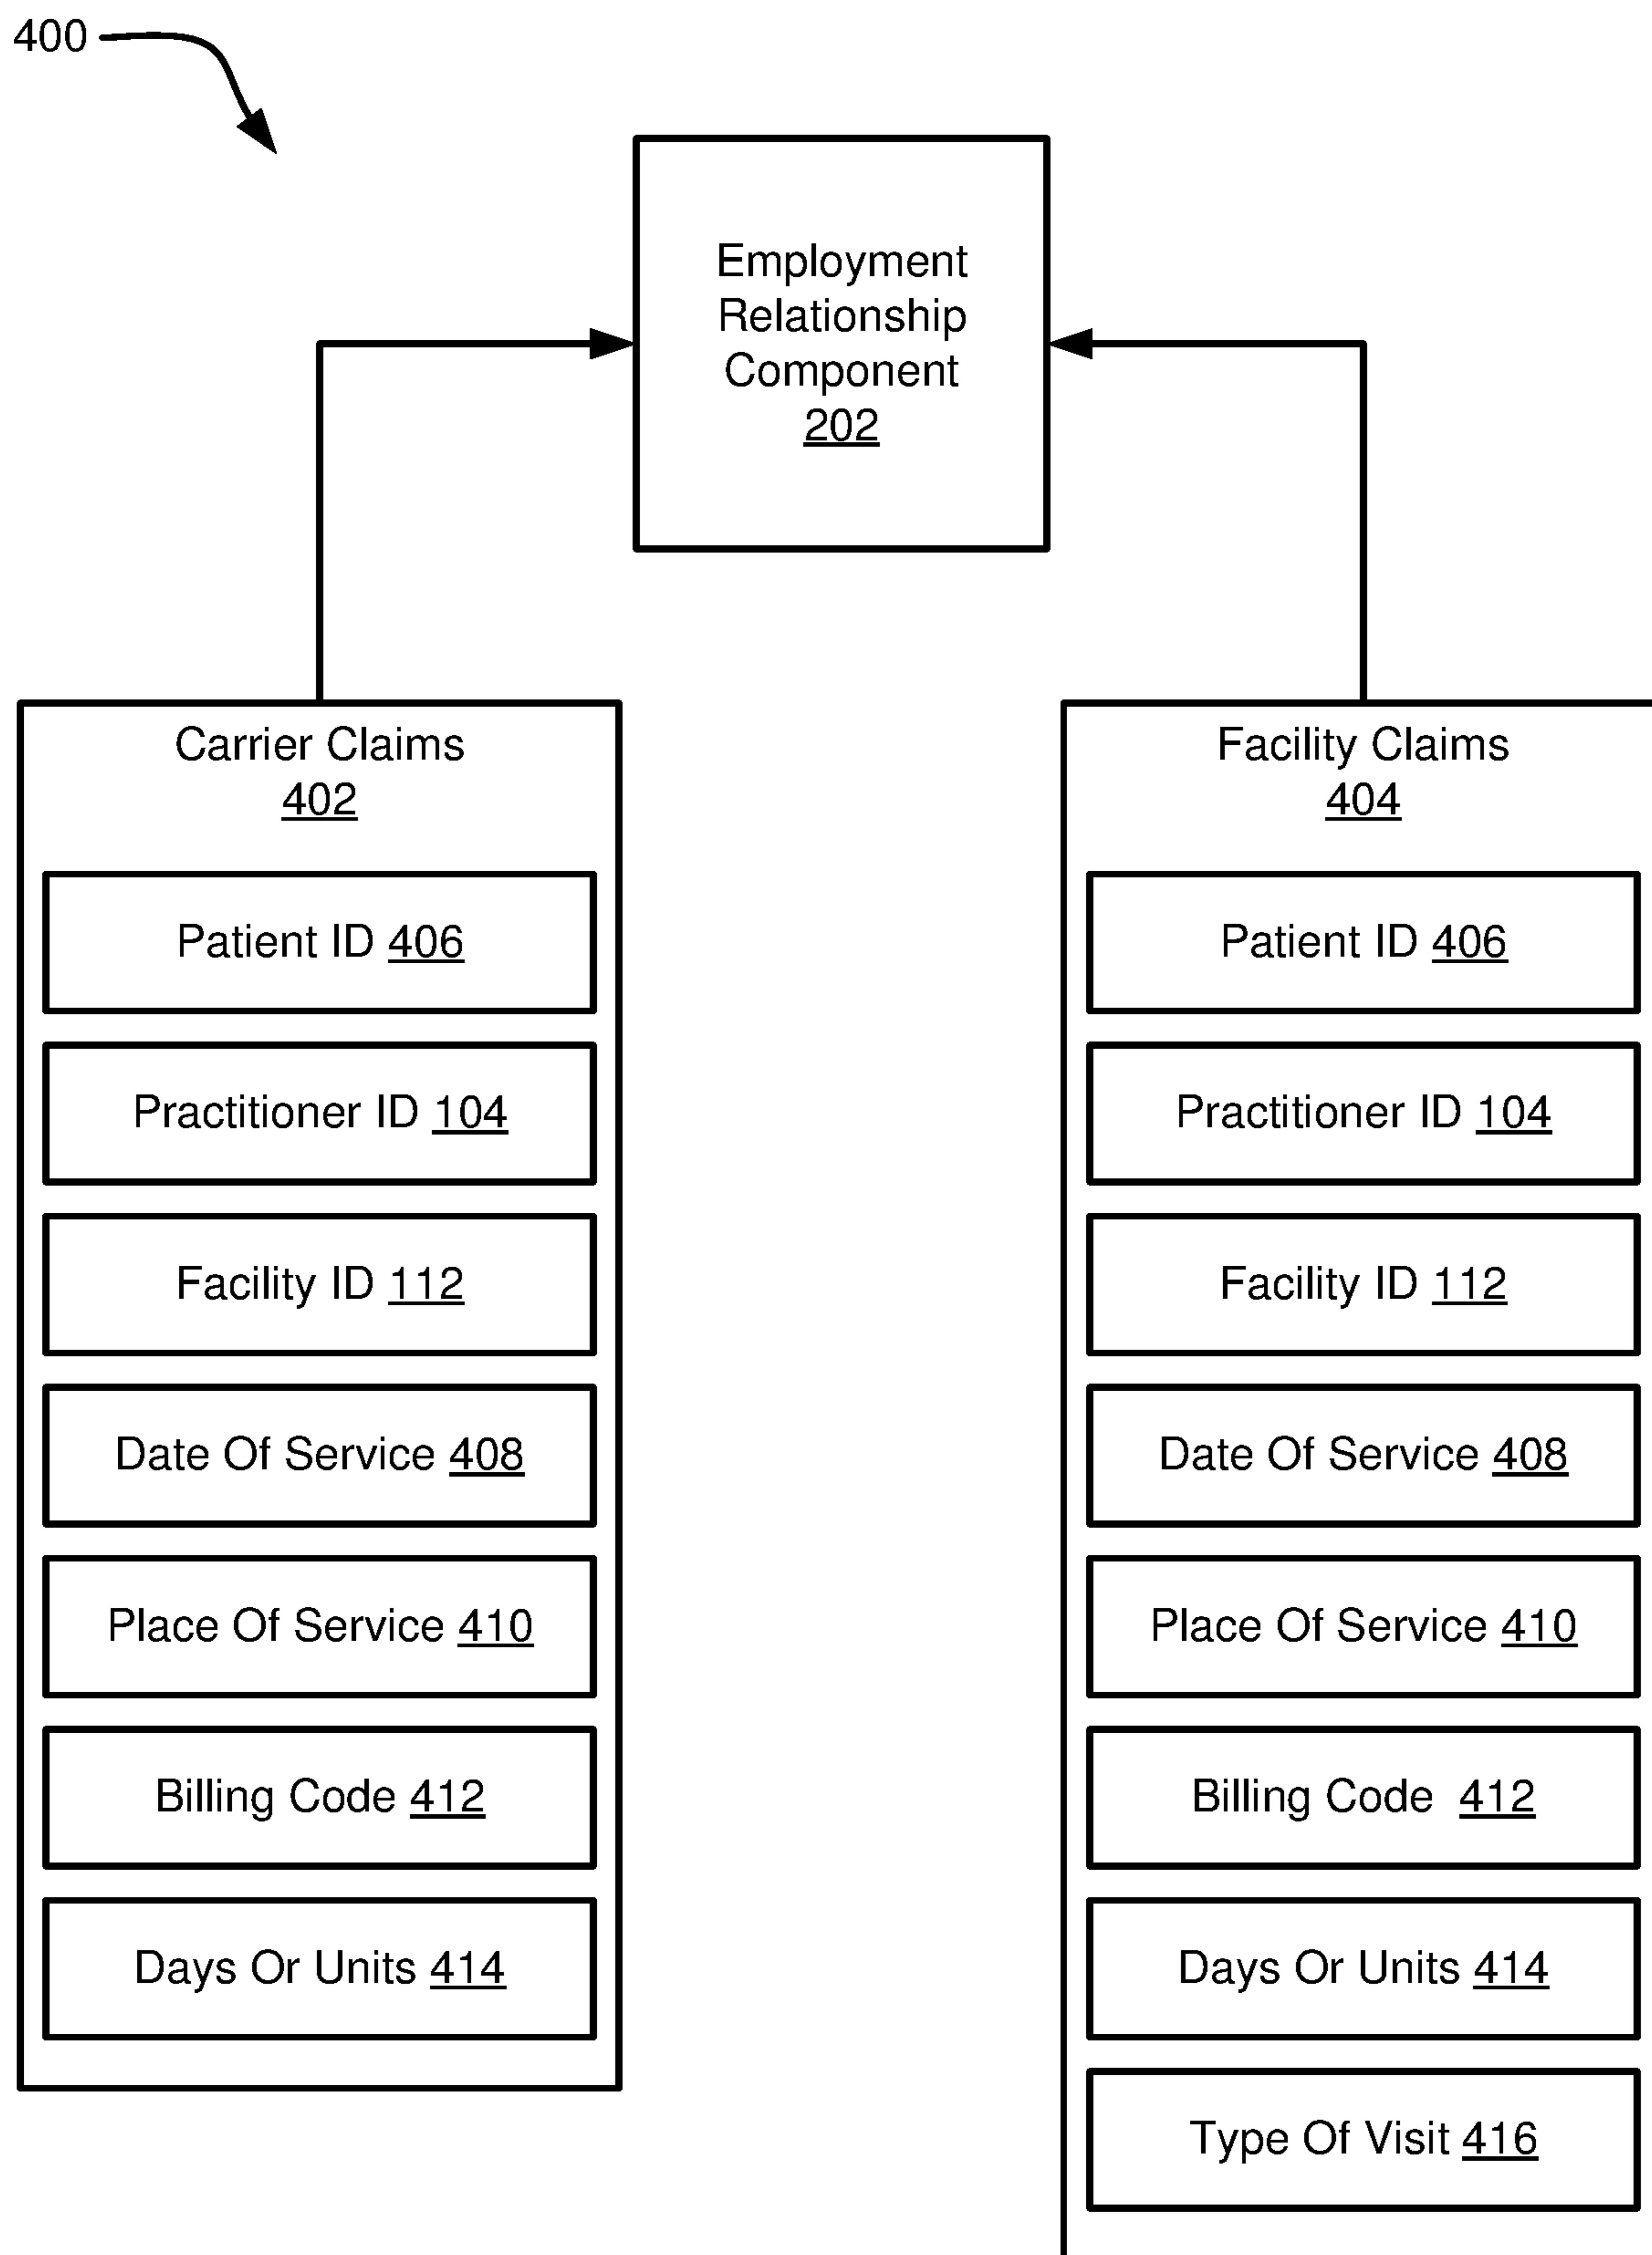 400
Employment
Relationship
Component
202
Carrier Claims
402
Patient ID 406
Practitioner ID 104
Facility ID 112
Date Of Service 408
Place Of Service 410
Billing Code 412
Days Or Units 414
Facility Claims
404
Patient ID 406
Practitioner ID 104
Facility ID 112
Date Of Service 408
Place Of Service 410
Billing Code 412
Days Or Units 414
Type Of Visit 416